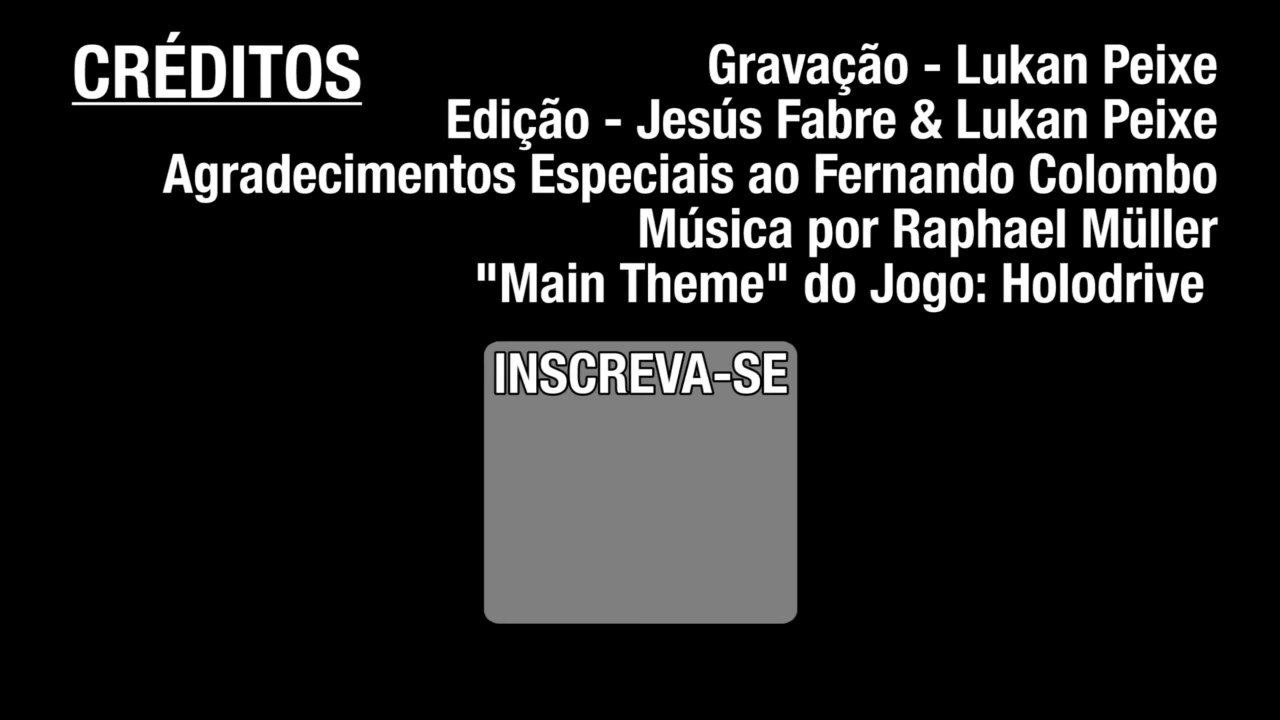 CRÉDITOS
Gravação - Lukan Peixe
Edição - Jesús Fabre & Lukan Peixe
Agradecimentos Especiais ao Fernando Colombo
Música por Raphael Müller
"Main Theme" do Jogo: Holodrive
INSCREVA-SE